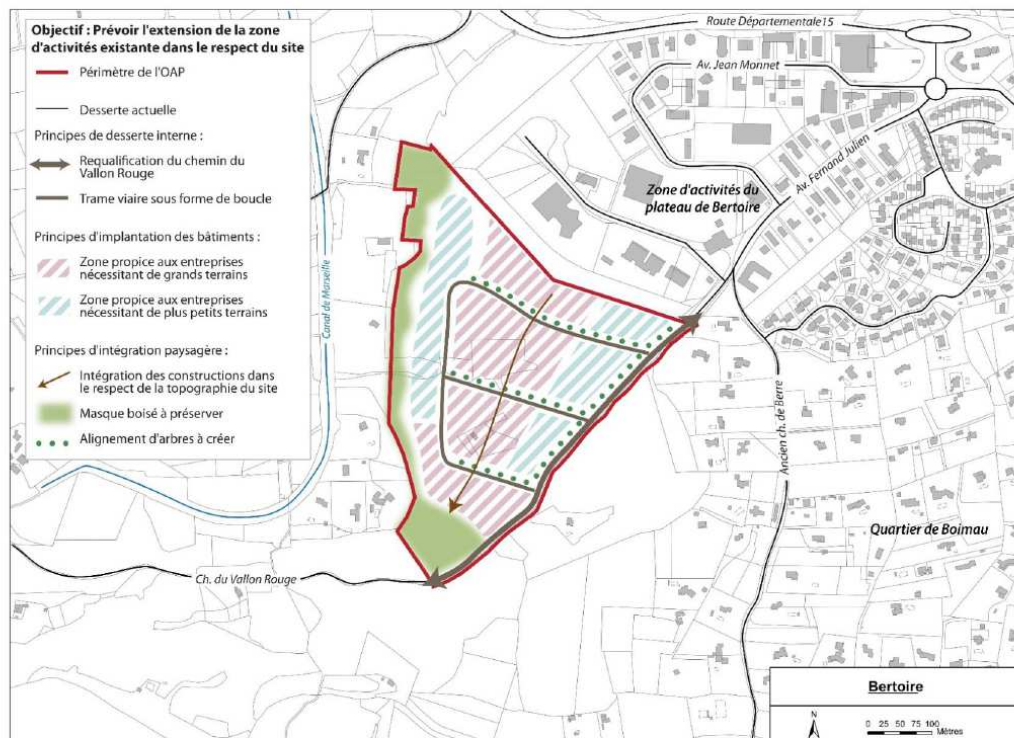 Objectif : Prévoir l'extension de la zone
d'activités existante dans le respect du site
Périmètre de l'OAP
Desserte actuelle
Principes de desserte interne :
Requalification du chemin du
Vallon Rouge
Trame viaire sous forme de boucle
Principes d'implantation des bâtiments :
Zone propice aux entreprises
nécessitant de grands terrains
Zone propice aux entreprises
nécessitant de plus petits terrains
Principes d'intégration paysagère :
Intégration des constructions dans
le respect de la topographie du site
Masque boisé à préserver
Alignement d'arbres à créer
Route Départementale15
Av. Jean Monnet
Av. Fernand Julien
Zone d'activités du
plateau de Bertoire
Canal de Marseille
Ancien ch. de Berre
Quartier de Boimau
Ch. du Vallon Rouge
Bertoire
N
0 25 50 75 100
Mètres